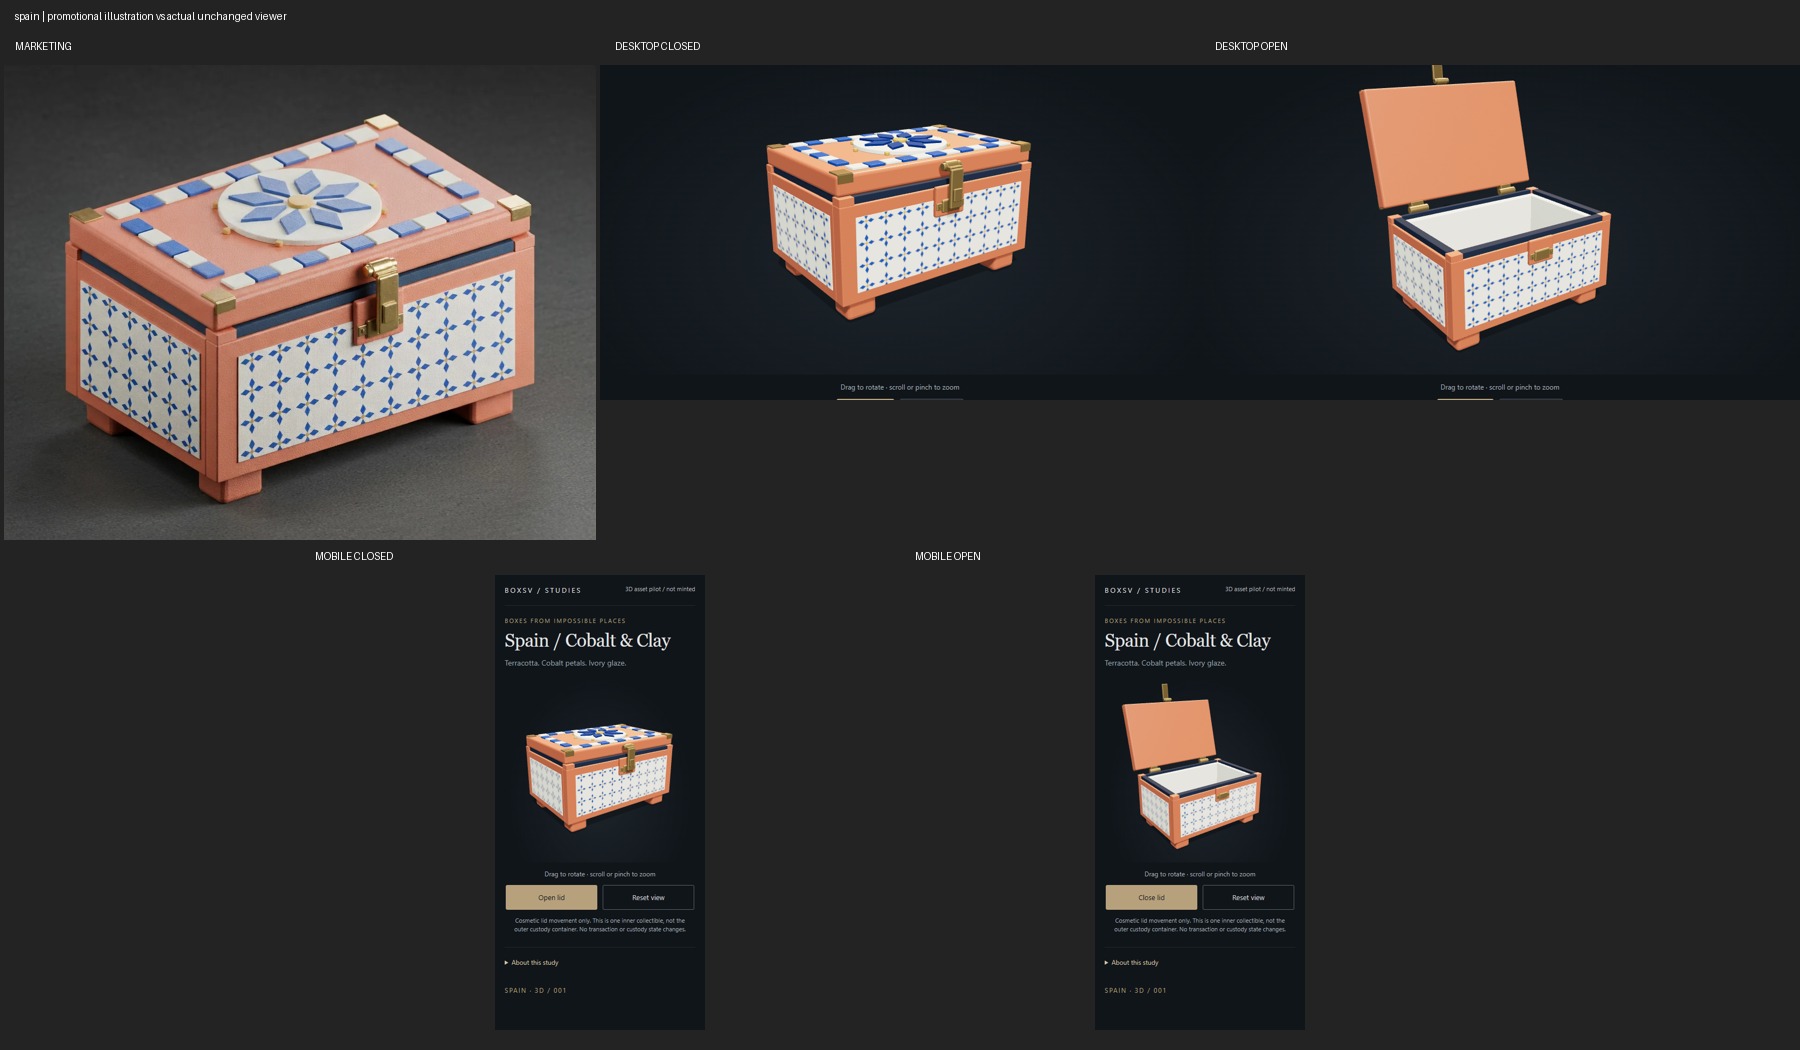 spain | promotional illustration vs actual unchanged viewer
MARKETING
DESKTOP CLOSED
DESKTOP OPEN
Drag to rotate · scroll or pinch to zoom
Drag to rotate · scroll or pinch to zoom
MOBILE CLOSED
MOBILE OPEN
BOXSV / STUDIES
3D asset pilot / not minted
BOXES FROM IMPOSSIBLE PLACES
Spain / Cobalt & Clay
Terracotta. Cobalt petals. Ivory glaze.
Drag to rotate · scroll or pinch to zoom
Open lid
Reset view
Cosmetic lid movement only. This is one inner collectible, not the
outer custody container. No transaction or custody state changes.
▸ About this study
SPAIN · 3D / 001
BOXSV / STUDIES
3D asset pilot / not minted
BOXES FROM IMPOSSIBLE PLACES
Spain / Cobalt & Clay
Terracotta. Cobalt petals. Ivory glaze.
Drag to rotate · scroll or pinch to zoom
Close lid
Reset view
Cosmetic lid movement only. This is one inner collectible, not the
outer custody container. No transaction or custody state changes.
▸ About this study
SPAIN · 3D / 001